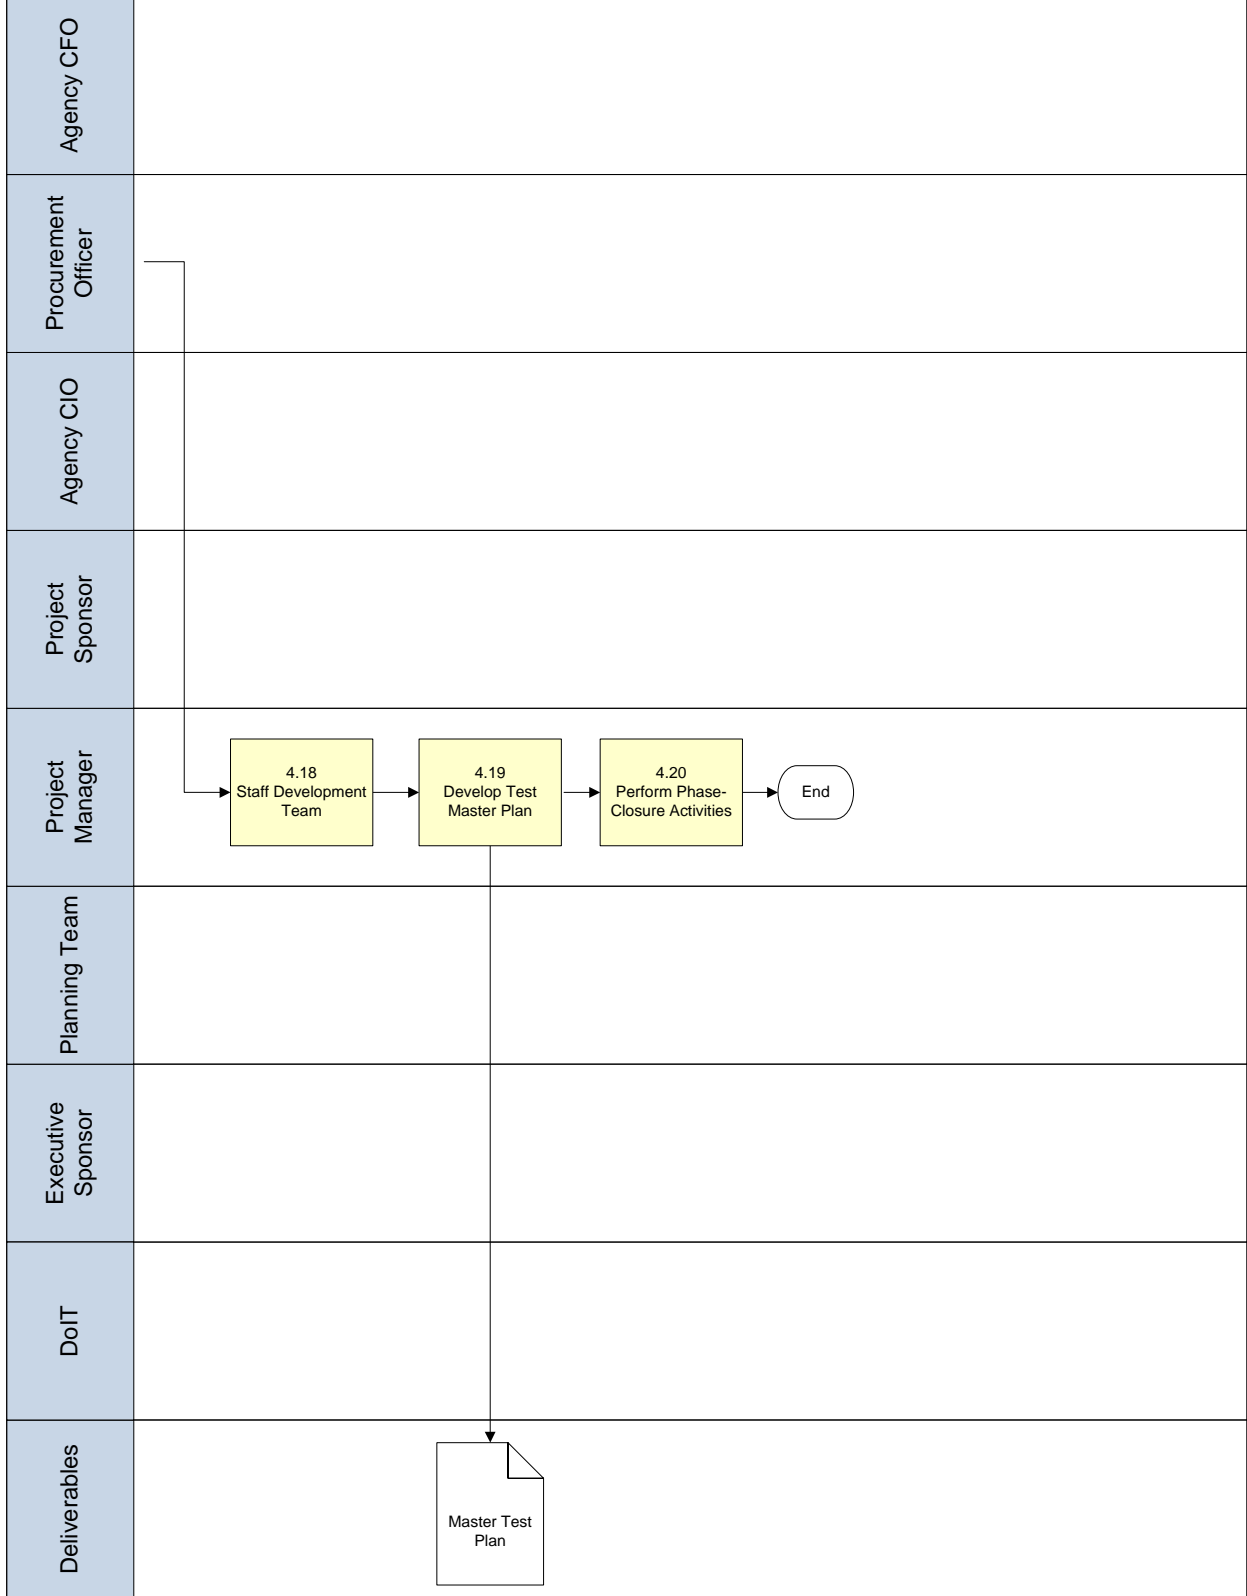 Agency CFO
Procurement
Officer
Agency CIO
Project
Sponsor
Project
Manager
4.18
Staff Development
Team
4.19
Develop Test
Master Plan
4.20
Perform Phase-
Closure Activities
End
Planning Team
Executive
Sponsor
DoIT
Deliverables
Master Test
Plan